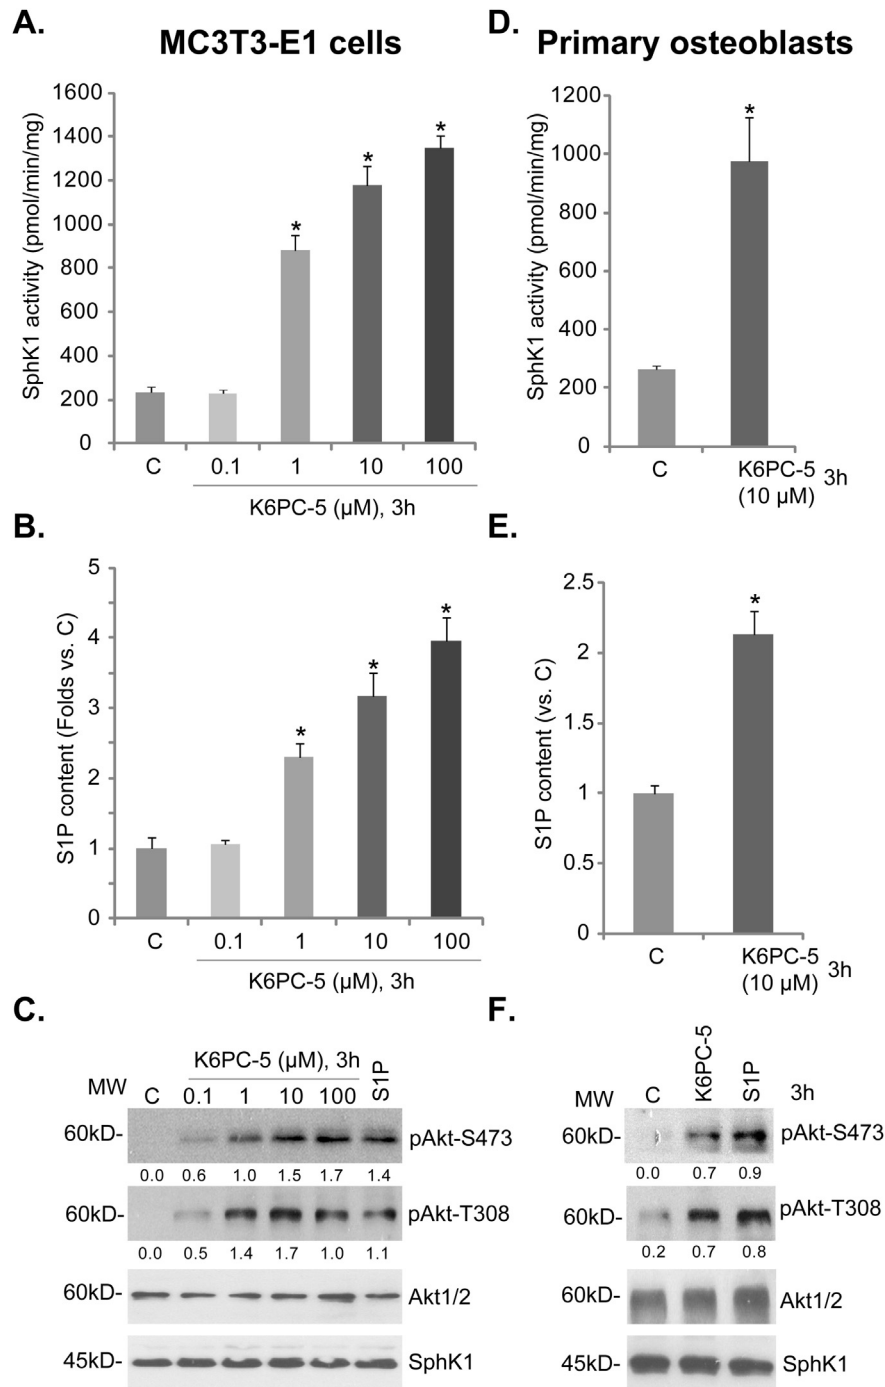 A.
MC3T3-E1 cells
SphK1 activity (pmol/min/mg)
1600
1400
1200
1000
800
600
400
200
0
*
*
*
C 0.1 1 10 100
K6PC-5 (µM), 3h
D.
Primary osteoblasts
SphK1 activity (pmol/min/mg)
1200
1000
800
600
400
200
0
*
C K6PC-5 3h
(10 µM)
B.
S1P content (Folds vs. C)
5
4
3
2
1
0
*
*
*
C 0.1 1 10 100
K6PC-5 (µM), 3h
E.
S1P content (vs. C)
2.5
2
1.5
1
0.5
0
*
C K6PC-5 3h
(10 µM)
C.
K6PC-5 (µM), 3h
MW C 0.1 1 10 100 S1P
60kD- pAkt-S473
0.0 0.6 1.0 1.5 1.7 1.4
60kD- pAkt-T308
0.0 0.5 1.4 1.7 1.0 1.1
60kD- Akt1/2
45kD- SphK1
F.
MW C K6PC-5 S1P 3h
60kD- pAkt-S473
0.0 0.7 0.9
60kD- pAkt-T308
0.2 0.7 0.8
60kD- Akt1/2
45kD- SphK1